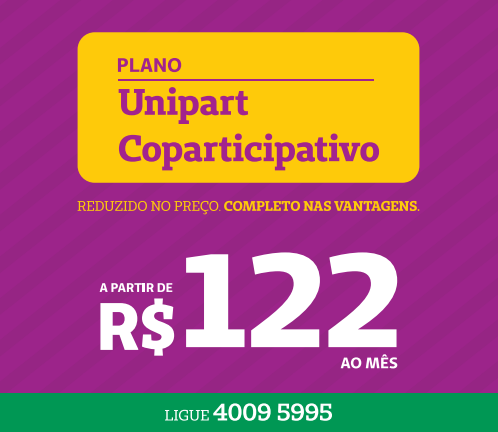 PLANO
Unipart
Coparticipativo
REDUZIDO NO PREÇO. COMPLETO NAS VANTAGENS.
A PARTIR DE
R$122
AO MÊS
LIGUE 4009 5995